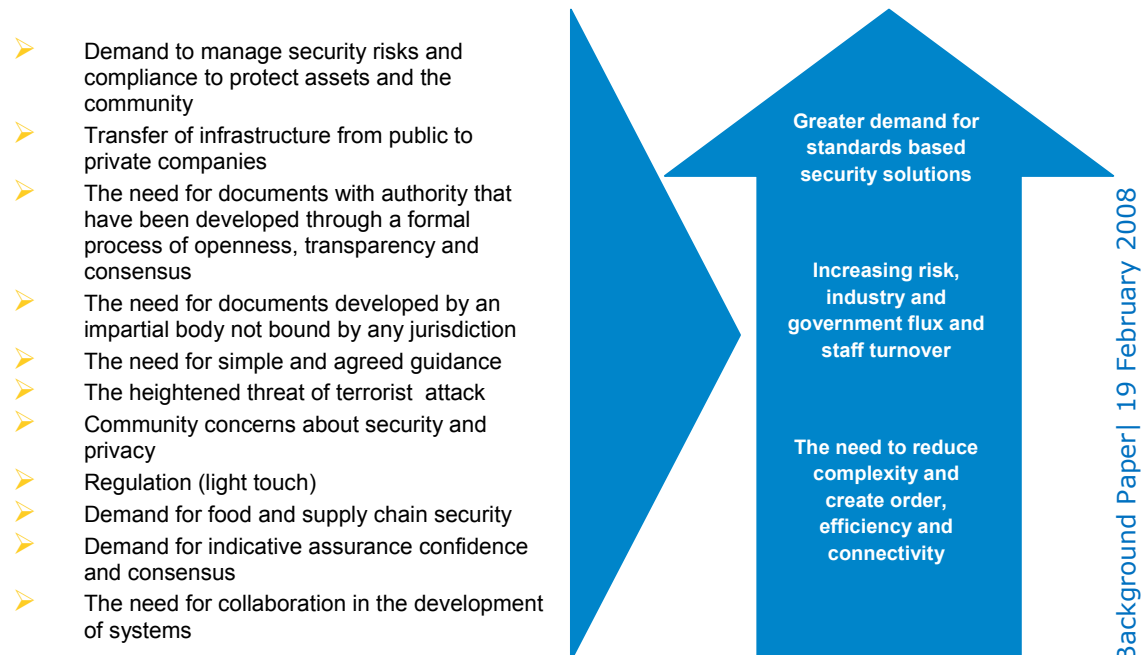 ➢ Demand to manage security risks and
compliance to protect assets and the
community
➢ Transfer of infrastructure from public to
private companies
➢ The need for documents with authority that
have been developed through a formal
process of openness, transparency and
consensus
➢ The need for documents developed by an
impartial body not bound by any jurisdiction
➢ The need for simple and agreed guidance
➢ The heightened threat of terrorist attack
➢ Community concerns about security and
privacy
➢ Regulation (light touch)
➢ Demand for food and supply chain security
➢ Demand for indicative assurance confidence
and consensus
➢ The need for collaboration in the development
of systems
Greater demand for
standards based
security solutions
Increasing risk,
industry and
government flux and
staff turnover
The need to reduce
complexity and
create order,
efficiency and
connectivity
Background Paper| 19 February 2008